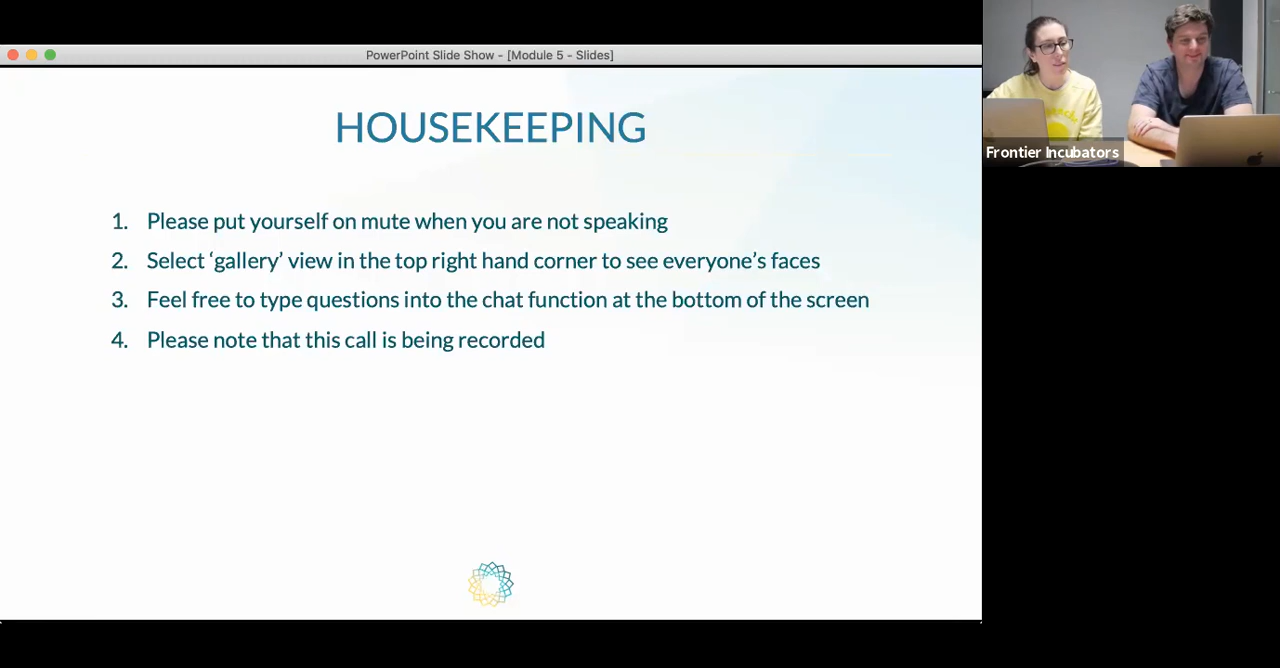 PowerPoint Slide Show - [Module 5 - Slides]
HOUSEKEEPING
1. Please put yourself on mute when you are not speaking
2. Select ‘gallery’ view in the top right hand corner to see everyone’s faces
3. Feel free to type questions into the chat function at the bottom of the screen
4. Please note that this call is being recorded
Frontier Incubators